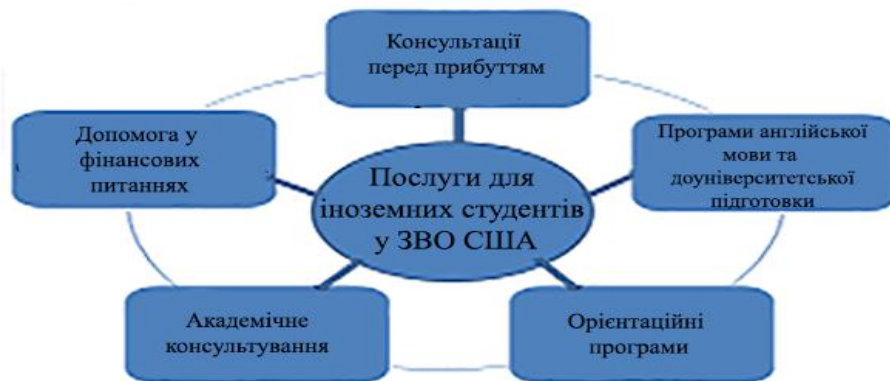 Консультації
перед прибуттям
Допомога у
фінансових
питаннях
Програми англійської
мови та
доуніверситетської
підготовки
Послуги для
іноземних студентів
у ЗВО США
Академічне
консультування
Орієнтаційні
програми